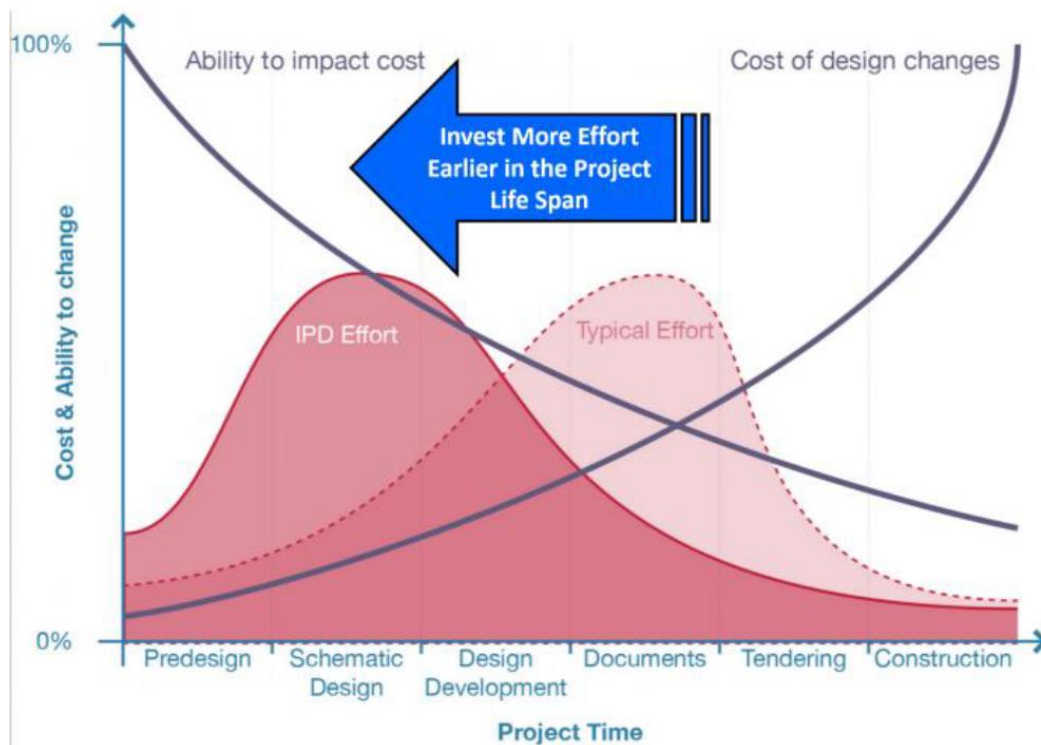 100%
Ability to impact cost
Cost of design changes
Invest More Effort
Earlier in the Project
Life Span
Cost & Ability to change
IPD Effort
Typical Effort
0%
Predesign
Schematic
Design
Design
Development
Documents
Tendering
Construction
Project Time